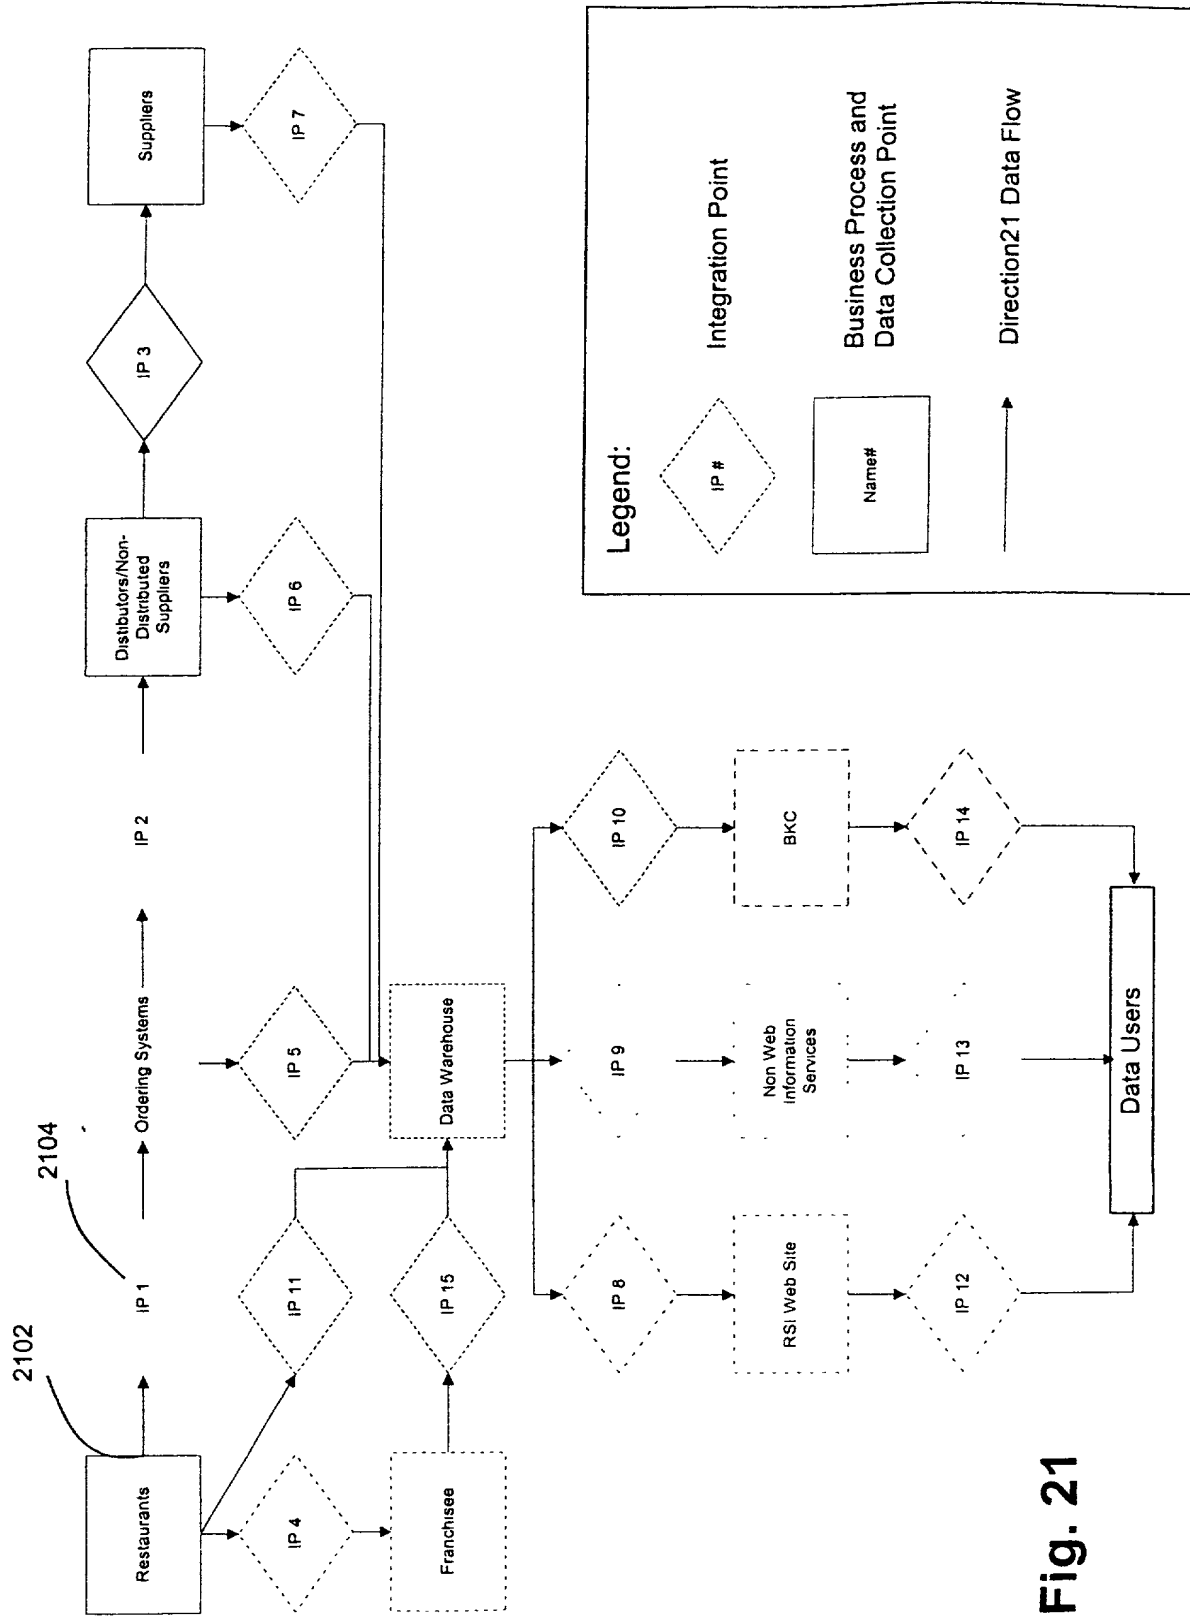 2102
2104
Restaurants
IP 1
Ordering Systems
IP 2
Distibutors/Non-
Distributed
Suppliers
IP 3
Suppliers
IP 4
IP 11
IP 5
IP 6
IP 7
Franchisee
IP 15
Data Warehouse
IP 8
IP 9
IP 10
RSI Web Site
Non Web
Information
Services
BKC
IP 12
IP 13
IP 14
Data Users
Legend:
IP #
Integration Point
Name#
Business Process and
Data Collection Point
Direction21 Data Flow
Fig. 21